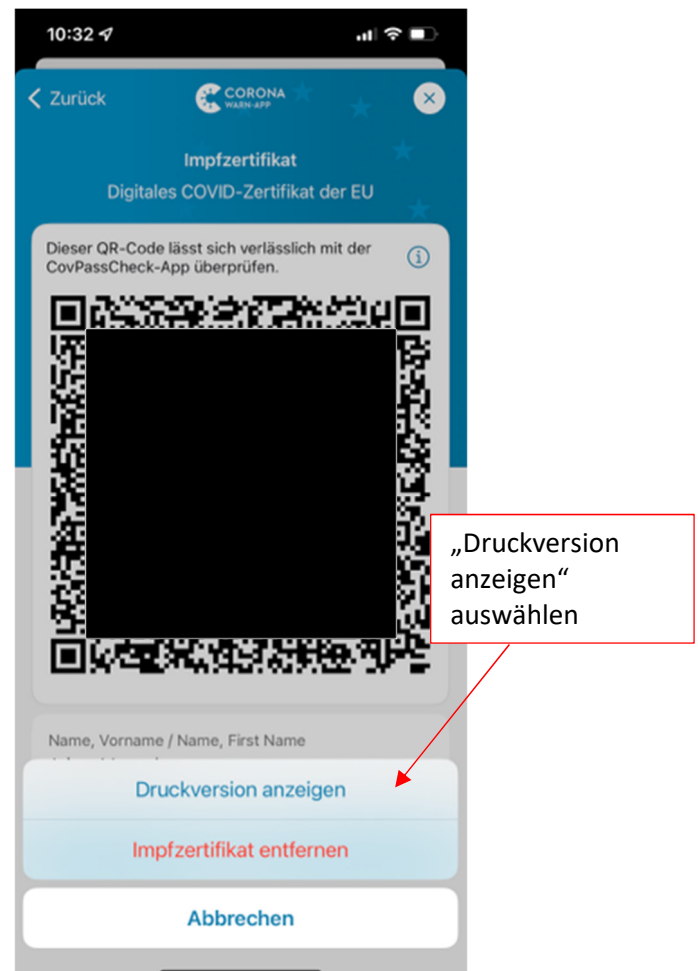 10:32
Zurück
CORONA
WARN-APP
Impfzertifikat
Digitales COVID-Zertifikat der EU
Dieser QR-Code lässt sich verlässlich mit der
CovPassCheck-App überprüfen.
„Druckversion
anzeigen“
auswählen
Name, Vorname / Name, First Name
Druckversion anzeigen
Impfzertifikat entfernen
Abbrechen